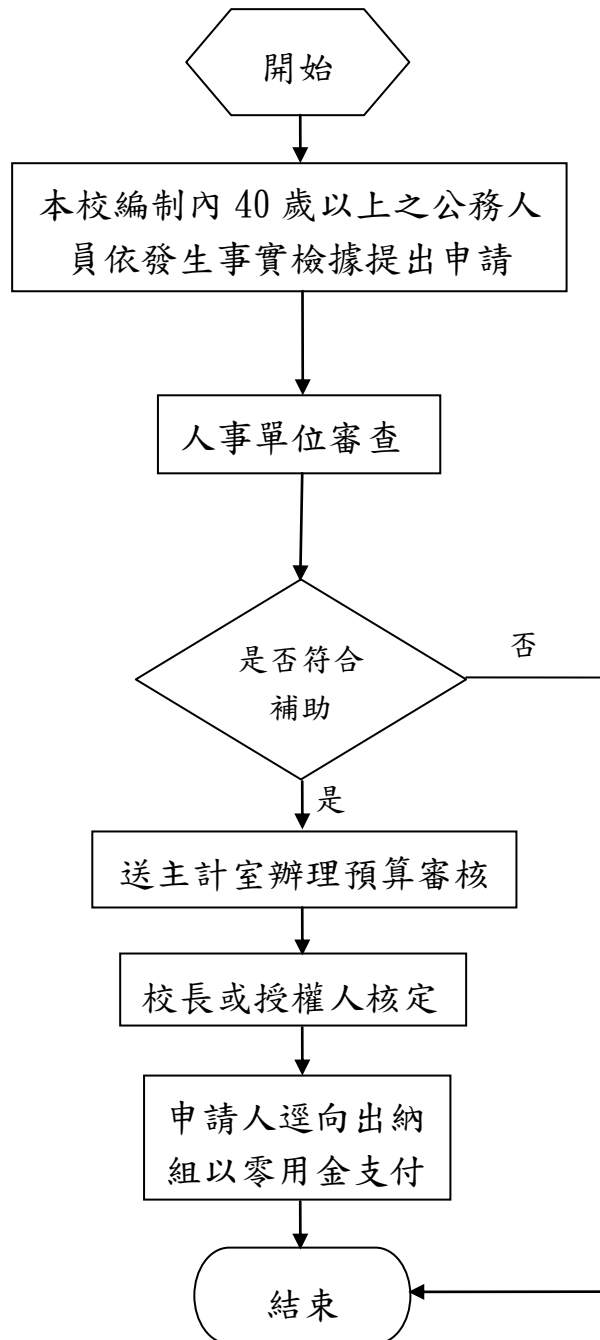 開始
本校編制內 40 歲以上之公務人
員依發生事實檢據提出申請
人事單位審查
是否符合
補助
否
是
送主計室辦理預算審核
校長或授權人核定
申請人逕向出納
組以零用金支付
結束